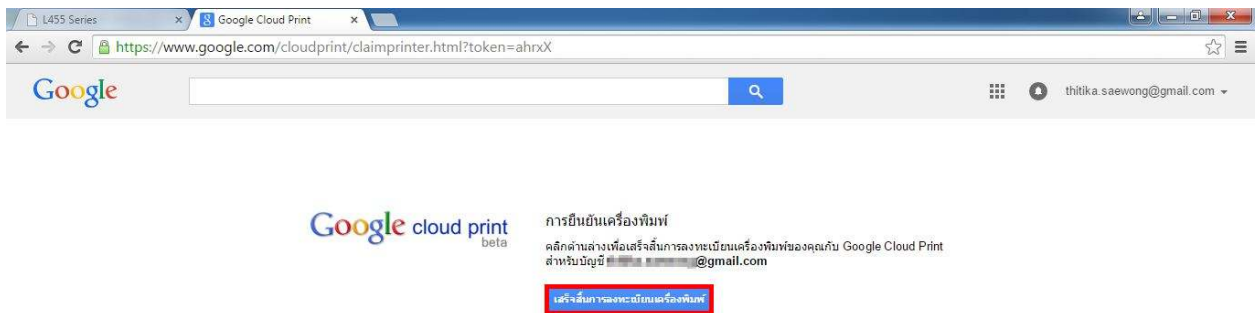 L455 Series
Google Cloud Print
https://www.google.com/cloudprint/claimprinter.html?token=ahrxX
Google
thitika.saewong@gmail.com
Google cloud print
beta
การยืนยันเครื่องพิมพ์
คลิกด้านล่างเพื่อเสร็จสิ้นการลงทะเบียนเครื่องพิมพ์ของคุณกับ Google Cloud Print
สำหรับบัญชี @gmail.com
เสร็จสิ้นการลงทะเบียนเครื่องพิมพ์